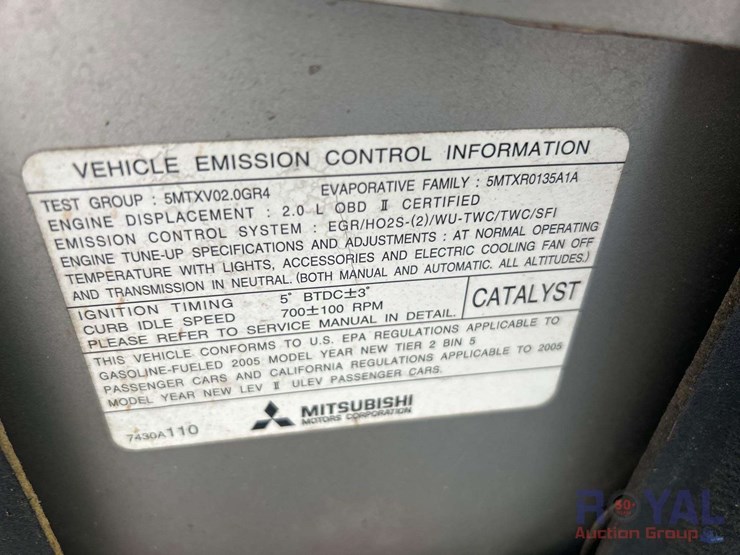 VEHICLE EMISSION CONTROL INFORMATION
TEST GROUP : 5MTXV02.0GR4 EVAPORATIVE FAMILY : 5MTXR0135A1A
ENGINE DISPLACEMENT : 2.0 L OBD Ⅱ CERTIFIED
EMISSION CONTROL SYSTEM : EGR/HO2S-(2)/WU-TWC/TWC/SFI
ENGINE TUNE-UP SPECIFICATIONS AND ADJUSTMENTS : AT NORMAL OPERATING
TEMPERATURE WITH LIGHTS, ACCESSORIES AND ELECTRIC COOLING FAN OFF
AND TRANSMISSION IN NEUTRAL. (BOTH MANUAL AND AUTOMATIC. ALL ALTITUDES.)
IGNITION TIMING 5° BTDC±3°
CURB IDLE SPEED 700±100 RPM
PLEASE REFER TO SERVICE MANUAL IN DETAIL.
CATALYST
THIS VEHICLE CONFORMS TO U.S. EPA REGULATIONS APPLICABLE TO
GASOLINE-FUELED 2005 MODEL YEAR NEW TIER 2 BIN 5
PASSENGER CARS AND CALIFORNIA REGULATIONS APPLICABLE TO 2005
MODEL YEAR NEW LEV Ⅱ ULEV PASSENGER CARS.
7430A110
MITSUBISHI
MOTORS CORPORATION
ROYAL
Auction Group